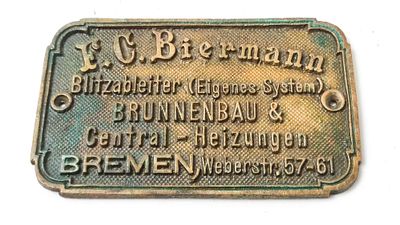 F.C. Biermann
Blitzableiter (Eigenes-System)
BRUNNENBAU &
Central-Heizungen
BREMEN, Weberstr. 57-61